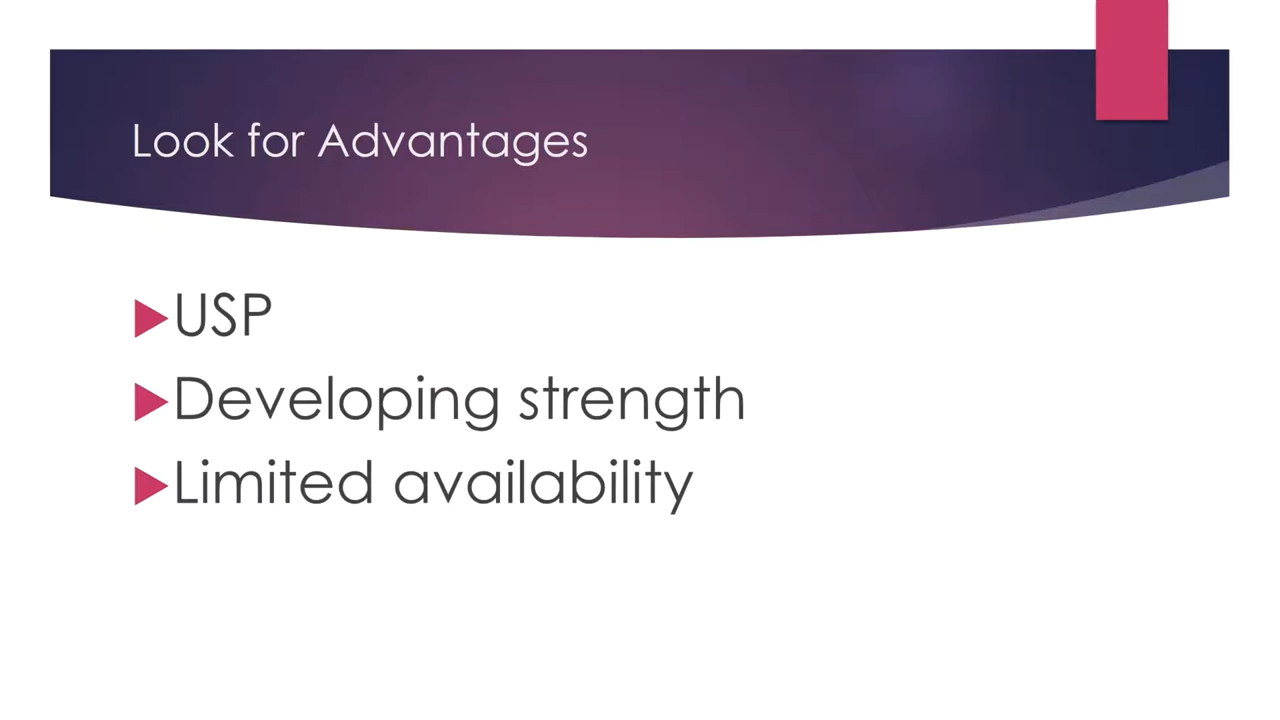 Look for Advantages
USP
Developing strength
Limited availability